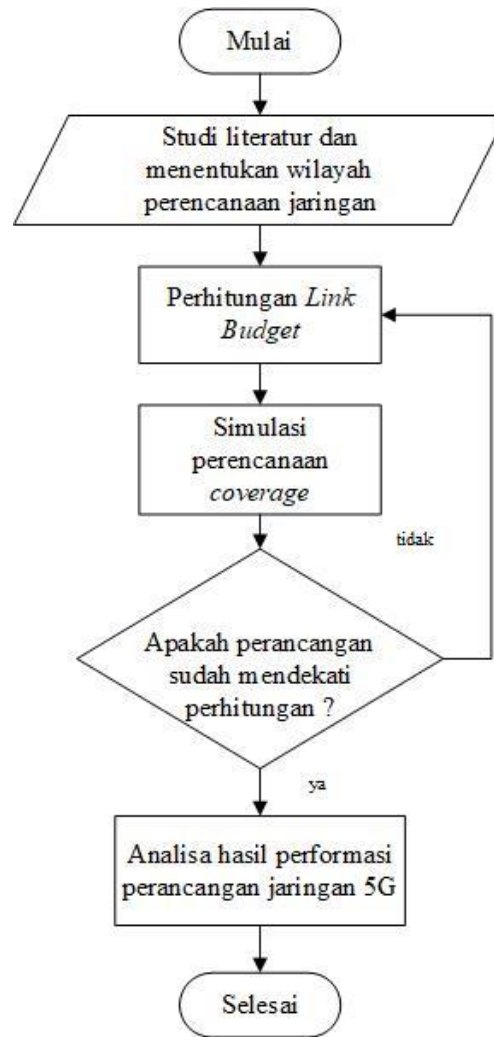 Mulai
Studi literatur dan
menentukan wilayah
perencanaan jaringan
Perhitungan Link
Budget
Simulasi
perencanaan
coverage
tidak
Apakah perancangan
sudah mendekati
perhitungan ?
ya
Analisa hasil performasi
perancangan jaringan 5G
Selesai